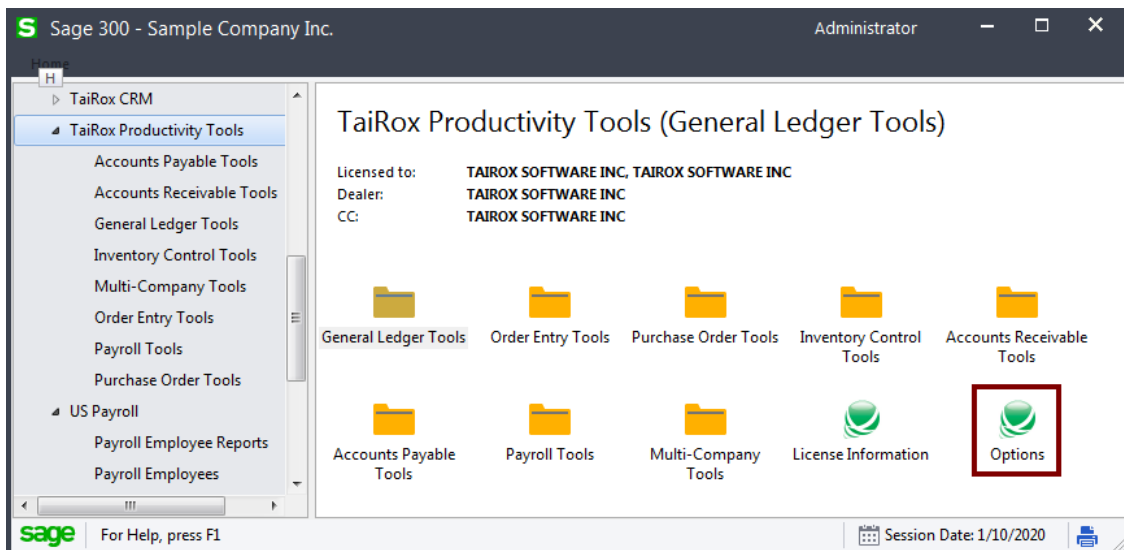 S Sage 300 - Sample Company Inc. Administrator
Home
H
TaiRox CRM
TaiRox Productivity Tools
Accounts Payable Tools
Accounts Receivable Tools
General Ledger Tools
Inventory Control Tools
Multi-Company Tools
Order Entry Tools
Payroll Tools
Purchase Order Tools
US Payroll
Payroll Employee Reports
Payroll Employees
TaiRox Productivity Tools (General Ledger Tools)
Licensed to: TAIROX SOFTWARE INC, TAIROX SOFTWARE INC
Dealer: TAIROX SOFTWARE INC
CC: TAIROX SOFTWARE INC
General Ledger Tools
Order Entry Tools
Purchase Order Tools
Inventory Control
Tools
Accounts Receivable
Tools
Accounts Payable
Tools
Payroll Tools
Multi-Company
Tools
License Information
Options
sage For Help, press F1 Session Date: 1/10/2020